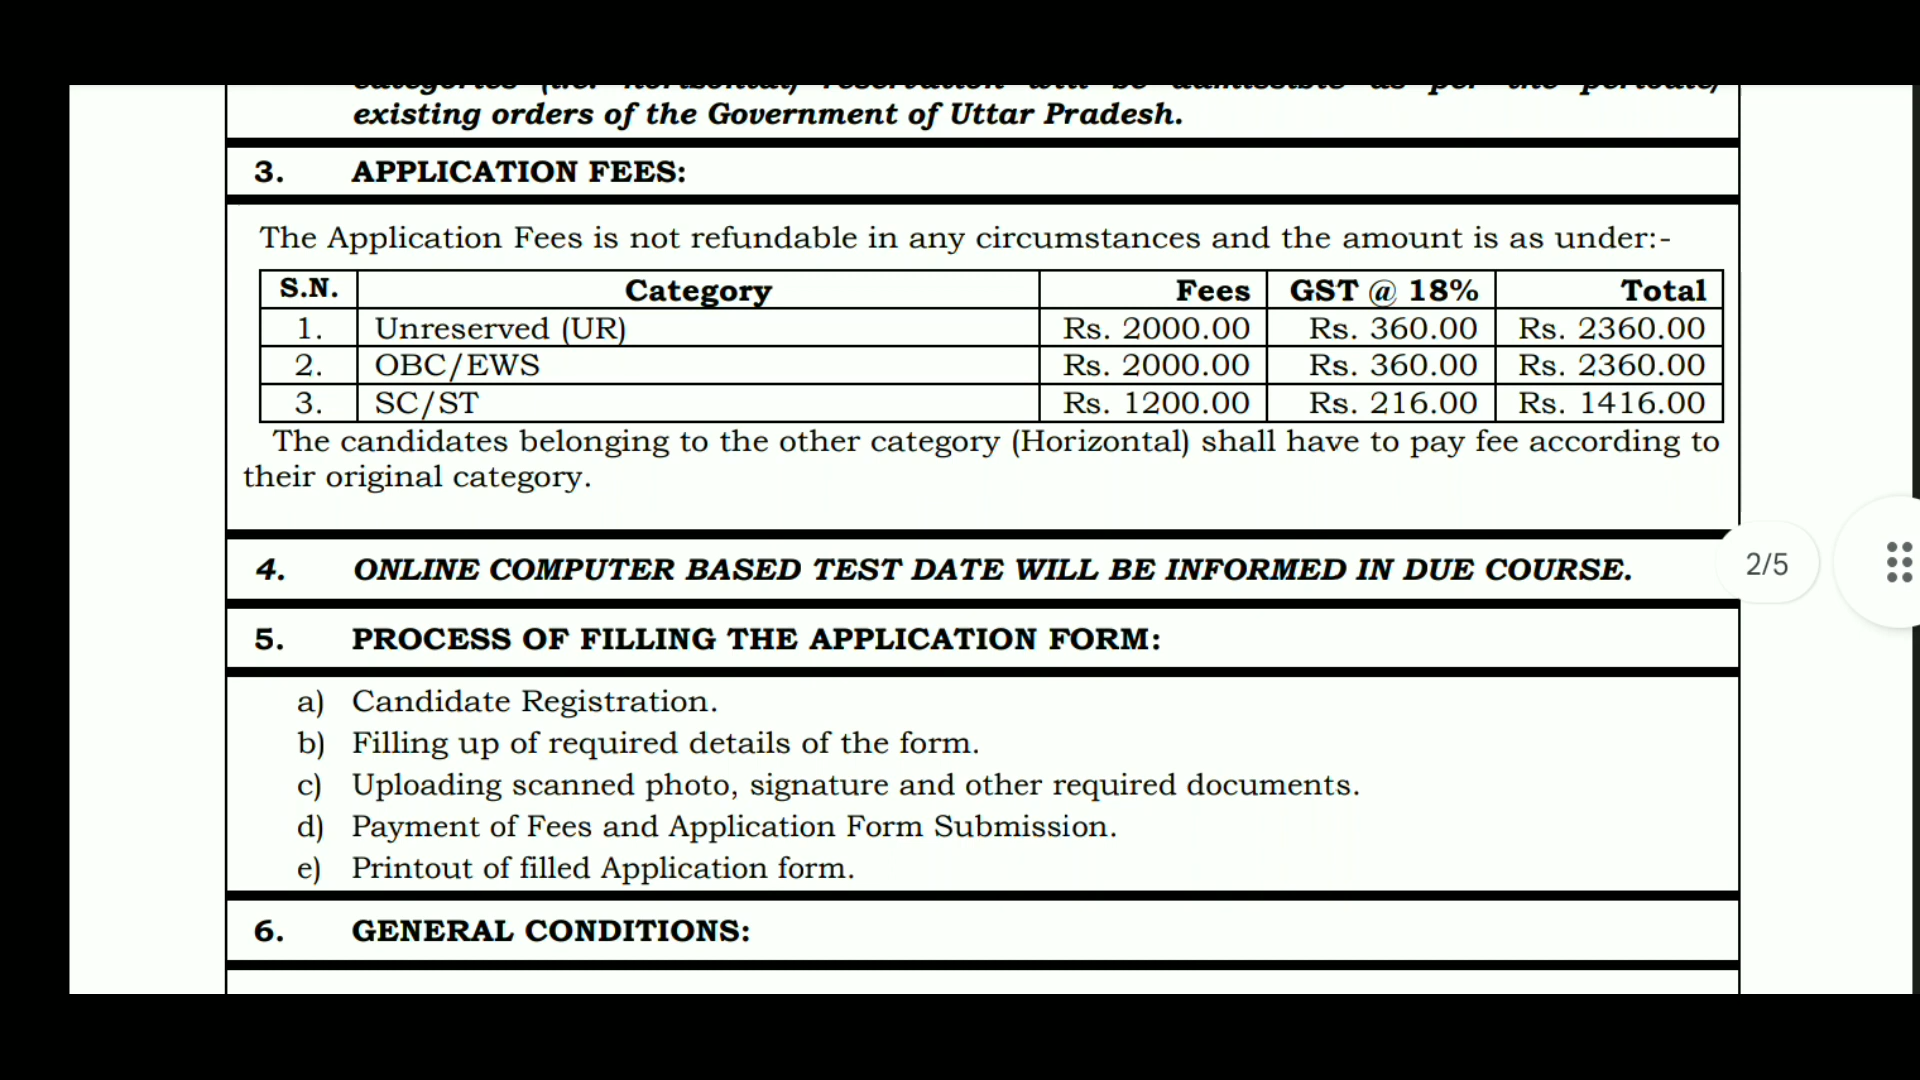 existing orders of the Government of Uttar Pradesh.
3. APPLICATION FEES:
The Application Fees is not refundable in any circumstances and the amount is as under:-
S.N. Category Fees GST @ 18% Total
1. Unreserved (UR) Rs. 2000.00 Rs. 360.00 Rs. 2360.00
2. OBC/EWS Rs. 2000.00 Rs. 360.00 Rs. 2360.00
3. SC/ST Rs. 1200.00 Rs. 216.00 Rs. 1416.00
The candidates belonging to the other category (Horizontal) shall have to pay fee according to
their original category.
4. ONLINE COMPUTER BASED TEST DATE WILL BE INFORMED IN DUE COURSE.
2/5
5. PROCESS OF FILLING THE APPLICATION FORM:
a) Candidate Registration.
b) Filling up of required details of the form.
c) Uploading scanned photo, signature and other required documents.
d) Payment of Fees and Application Form Submission.
e) Printout of filled Application form.
6. GENERAL CONDITIONS: